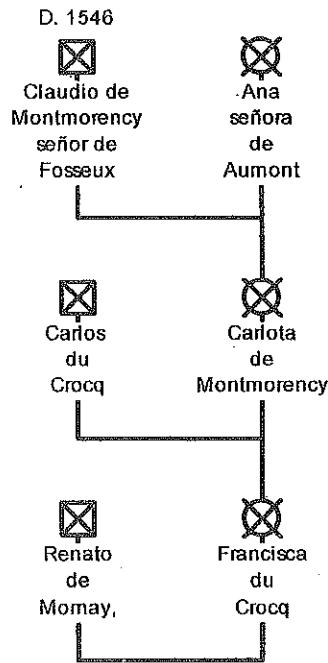 D. 1546
Claudio de
Montmorency
señor de
Fosseux
Ana
señora
de
Aumont
Carlos
du
Crocq
Carlota
de
Montmorency
Renato
de
Mornay,
Francisca
du
Crocq